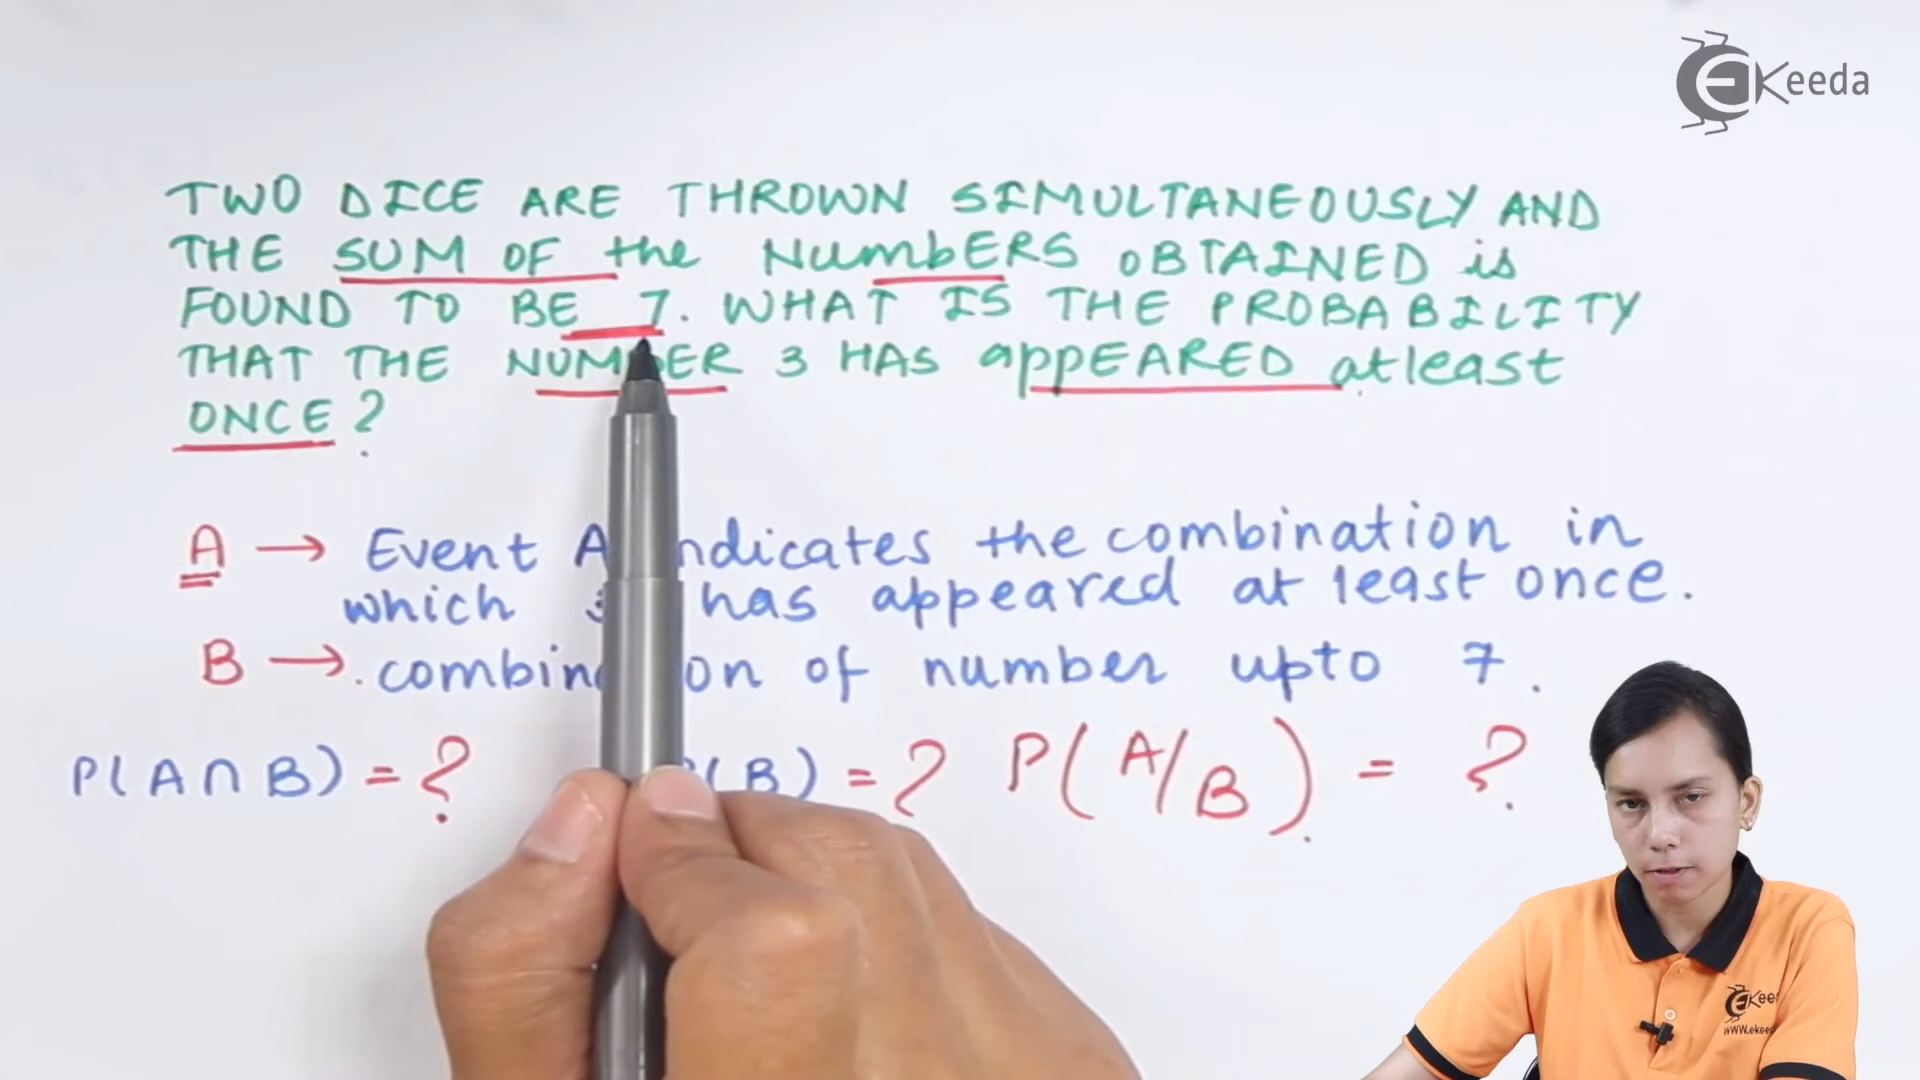 EKeeda
TWO DICE ARE THROWN SIMULTANEOUSLY AND
THE SUM OF the NumbERS OBTAINED is
FOUND TO BE 7. WHAT IS THE PROBABILITY
THAT THE NUMBER 3 HAS appEARED atleast
ONCE?
A → Event A indicates the combination in
which 3 has appeared at least once.
B → combination of number upto 7.
P(A∩B) = ? P(B) = ? P(A/B) = ?